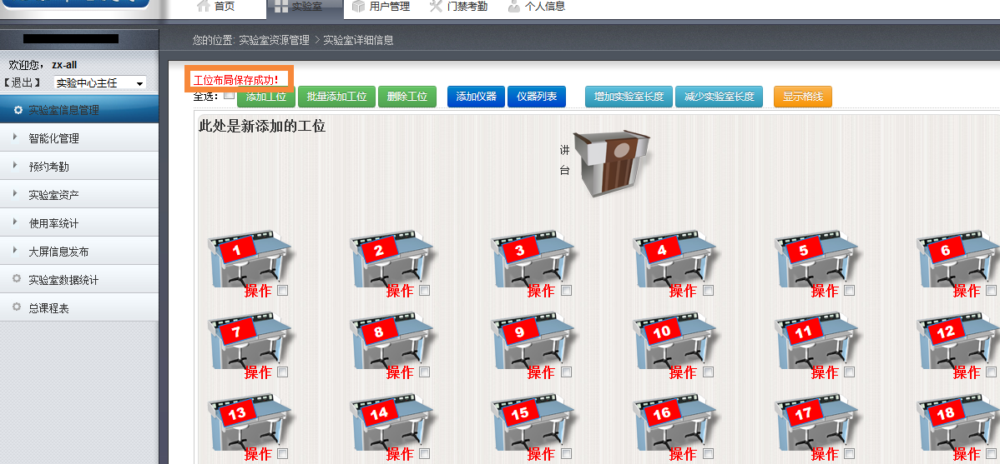 首页 实验室 用户管理 门禁考勤 个人信息
您的位置: 实验室资源管理 > 实验室详细信息
欢迎您， zx-all
【退出】 实验中心主任
实验室信息管理
智能化管理
预约考勤
实验室资产
使用率统计
大屏信息发布
实验室数据统计
总课程表
工位布局保存成功!
全选: 添加工位 批量添加工位 删除工位 添加仪器 仪器列表 增加实验室长度 减少实验室长度 显示格线
此处是新添加的工位
讲
台
1 2 3 4 5 6
操作 操作 操作 操作 操作 操作
7 8 9 10 11 12
操作 操作 操作 操作 操作 操作
13 14 15 16 17 18
操作 操作 操作 操作 操作 操作